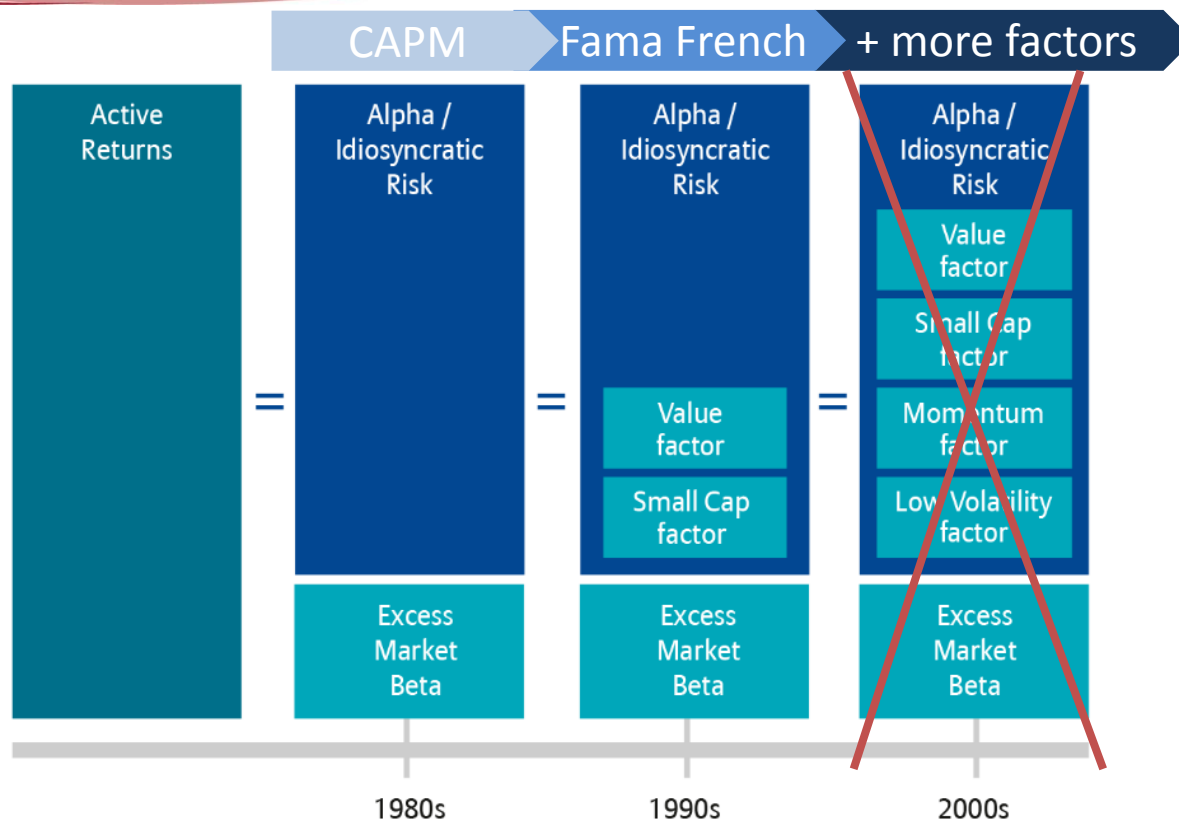 CAPM
Fama French
+ more factors
Active
Returns
=
Alpha /
Idiosyncratic
Risk
Excess
Market
Beta
=
Alpha /
Idiosyncratic
Risk
Value
factor
Small Cap
factor
Excess
Market
Beta
=
Alpha /
Idiosyncratic
Risk
Value
factor
Small Cap
factor
Momentum
factor
Low Volatility
factor
Excess
Market
Beta
1980s
1990s
2000s